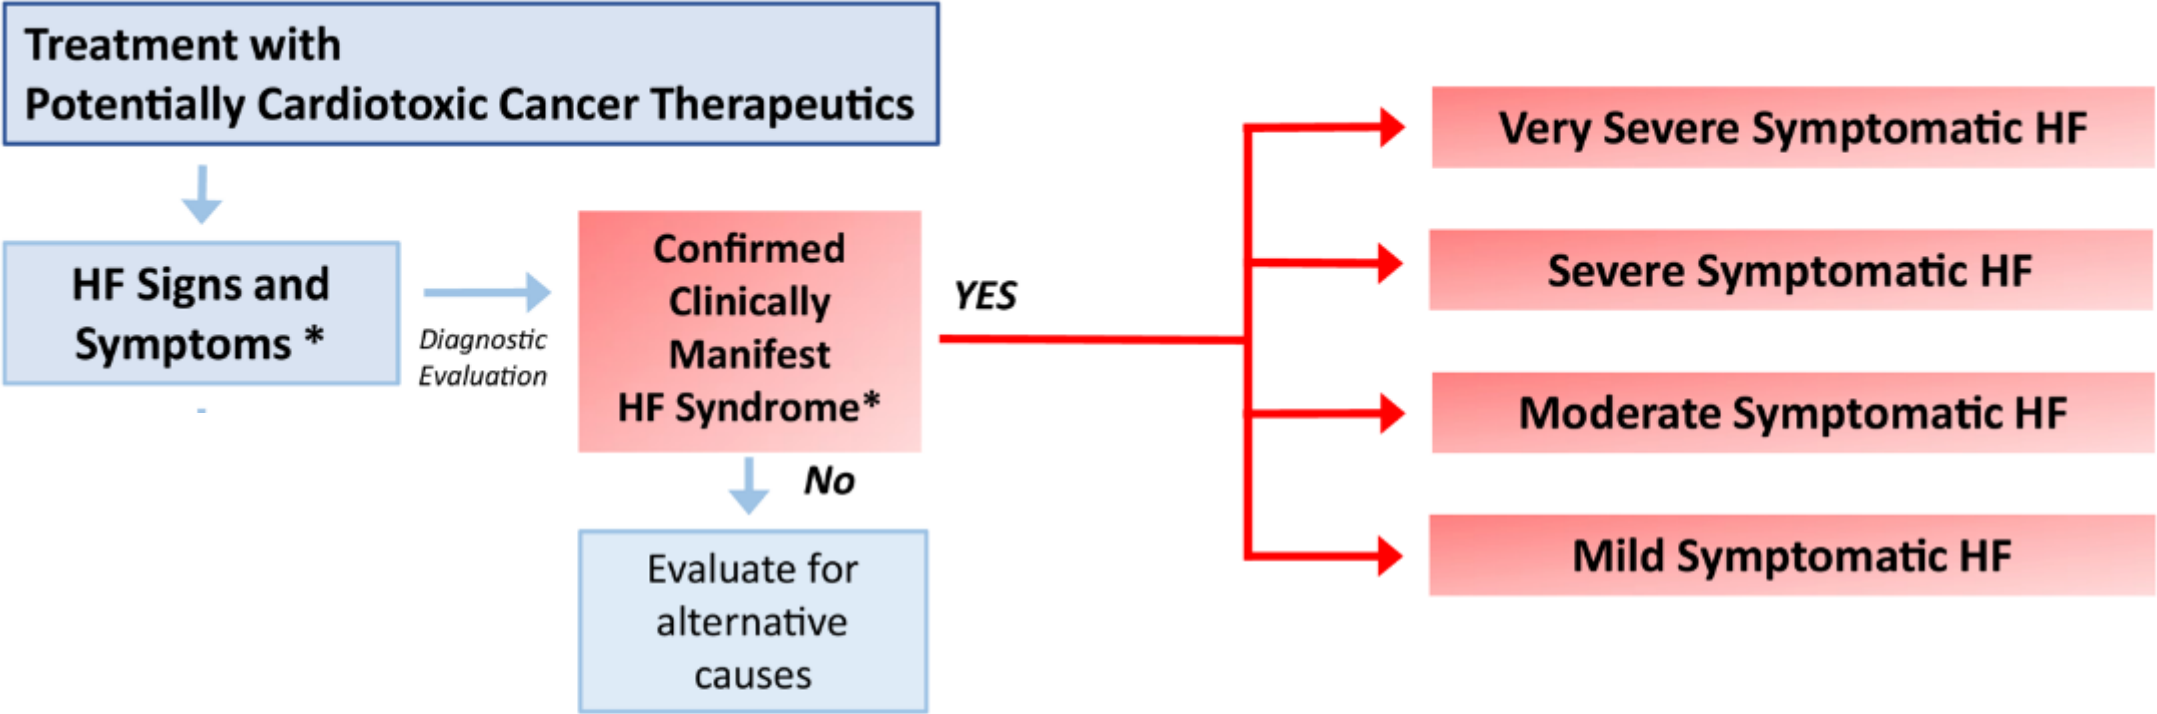 Treatment with
Potentially Cardiotoxic Cancer Therapeutics
HF Signs and
Symptoms *
Diagnostic
Evaluation
Confirmed
Clinically
Manifest
HF Syndrome*
YES
No
Evaluate for
alternative
causes
Very Severe Symptomatic HF
Severe Symptomatic HF
Moderate Symptomatic HF
Mild Symptomatic HF